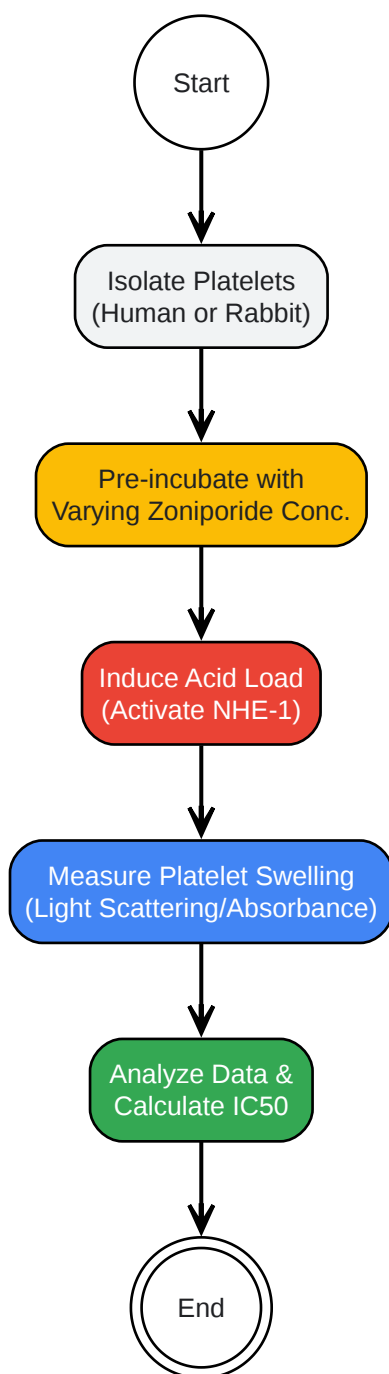 Start
Isolate Platelets
(Human or Rabbit)
Pre-incubate with
Varying Zoniporide Conc.
Induce Acid Load
(Activate NHE-1)
Measure Platelet Swelling
(Light Scattering/Absorbance)
Analyze Data &
Calculate IC50
End